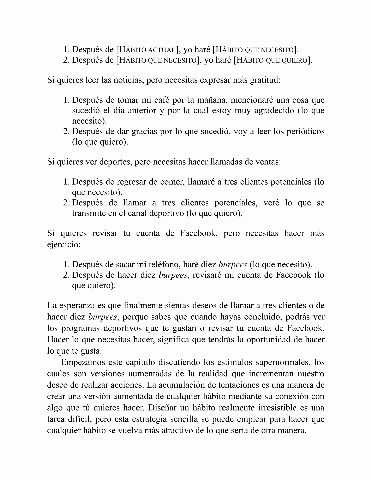 1. Después de [HÁBITO ACTUAL], yo haré [HÁBITO QUE NECESITO].
2. Después de [HÁBITO QUE NECESITO], yo haré [HÁBITO QUE QUIERO].
Si quieres leer las noticias, pero necesitas expresar más gratitud:
1. Después de tomar mi café por la mañana, mencionaré una cosa que
sucedió el día anterior y por la cual estoy muy agradecido (lo que
necesito).
2. Después de dar gracias por lo que sucedió, voy a leer los periódicos
(lo que quiero).
Si quieres ver deportes, pero necesitas hacer llamadas de ventas:
1. Después de regresar de comer, llamaré a tres clientes potenciales (lo
que necesito).
2. Después de llamar a tres clientes potenciales, veré lo que se
transmite en el canal deportivo (lo que quiero).
Si quieres revisar tu cuenta de Facebook, pero necesitas hacer más
ejercicio:
1. Después de sacar mi teléfono, haré diez burpees (lo que necesito).
2. Después de hacer diez burpees, revisaré mi cuenta de Facebook (lo
que quiero).
La esperanza es que finalmente sientas deseos de llamar a tres clientes o de
hacer diez burpees, porque sabes que cuando hayas concluido, podrás ver
los programas deportivos que te gustan o revisar tu cuenta de Facebook.
Hacer lo que necesitas hacer, significa que tendrás la oportunidad de hacer
lo que te gusta.
Empezamos este capítulo discutiendo los estímulos supernormales, los
cuales son versiones aumentadas de la realidad que incrementan nuestro
deseo de realizar acciones. La acumulación de tentaciones es una manera de
crear una versión aumentada de cualquier hábito mediante su conexión con
algo que tú quieres hacer. Diseñar un hábito realmente irresistible es una
tarea difícil, pero esta estrategia sencilla se puede emplear para hacer que
cualquier hábito se vuelva más atractivo de lo que sería de otra manera.